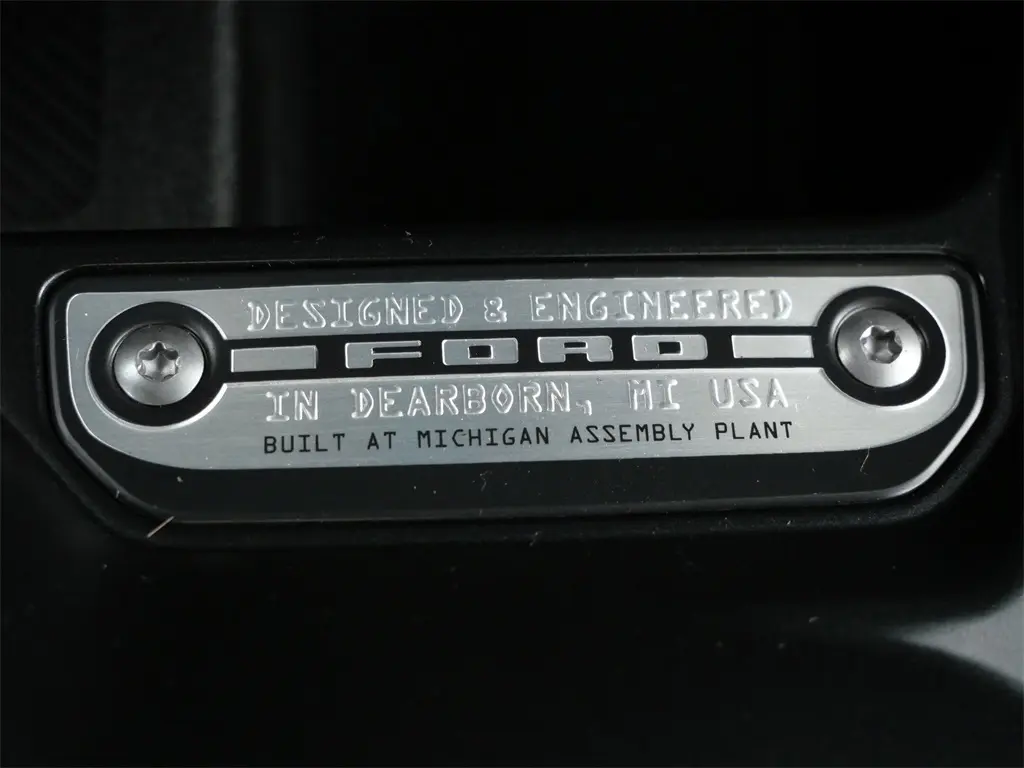 DESIGNED & ENGINEERED
FORD
IN DEARBORN, MI USA
BUILT AT MICHIGAN ASSEMBLY PLANT